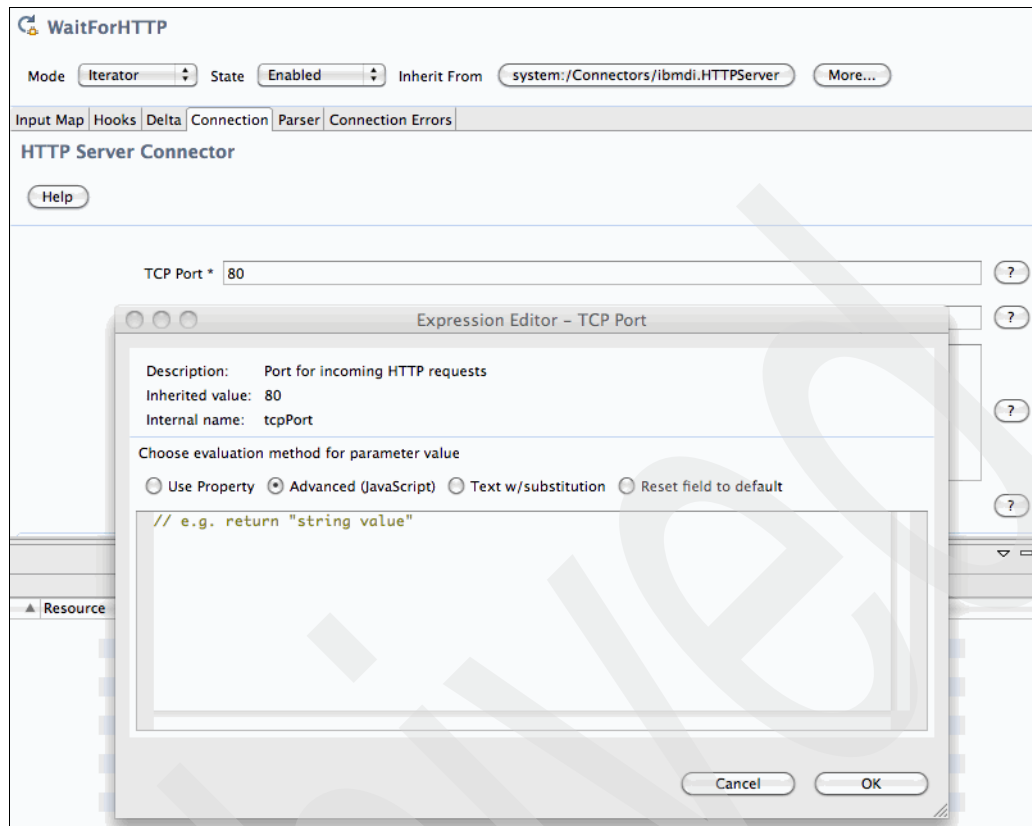 WaitForHTTP
Mode Iterator State Enabled Inherit From system:/Connectors/ibmdi.HTTPServer More...
Input Map Hooks Delta Connection Parser Connection Errors
HTTP Server Connector
Help
TCP Port * 80 ?
Expression Editor – TCP Port ?
Description: Port for incoming HTTP requests
Inherited value: 80
Internal name: tcpPort
?
Choose evaluation method for parameter value
Use Property Advanced (JavaScript) Text w/substitution Reset field to default
?
// e.g. return "string value"
Resource
Cancel OK